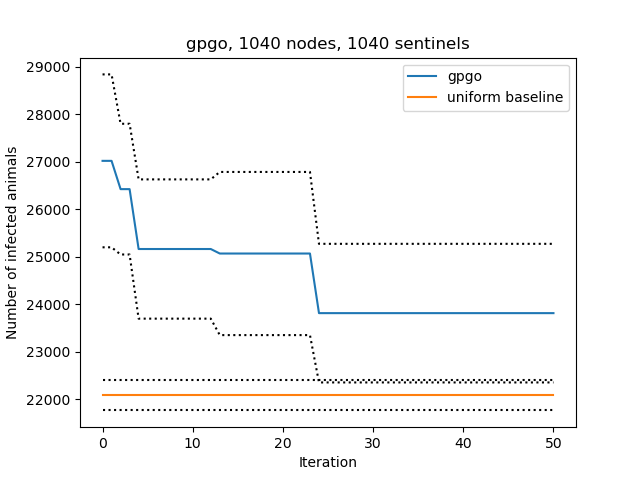 gpgo, 1040 nodes, 1040 sentinels
gpgo
uniform baseline
Number of infected animals
29000
28000
27000
26000
25000
24000
23000
22000
0
10
20
30
40
50
Iteration